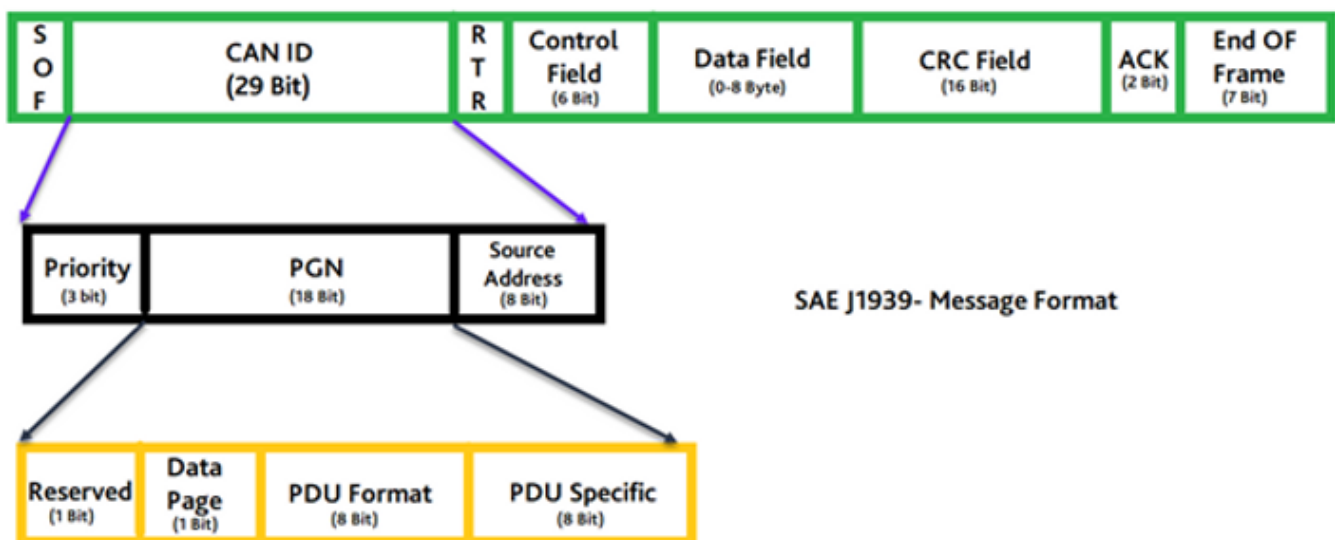 SOF
CAN ID
(29 Bit)
RTR
Control
Field
(6 Bit)
Data Field
(0-8 Byte)
CRC Field
(16 Bit)
ACK
(2 Bit)
End OF
Frame
(7 Bit)
Priority
(3 bit)
PGN
(18 Bit)
Source
Address
(8 Bit)
SAE J1939- Message Format
Reserved
(1 Bit)
Data
Page
(1 Bit)
PDU Format
(8 Bit)
PDU Specific
(8 Bit)